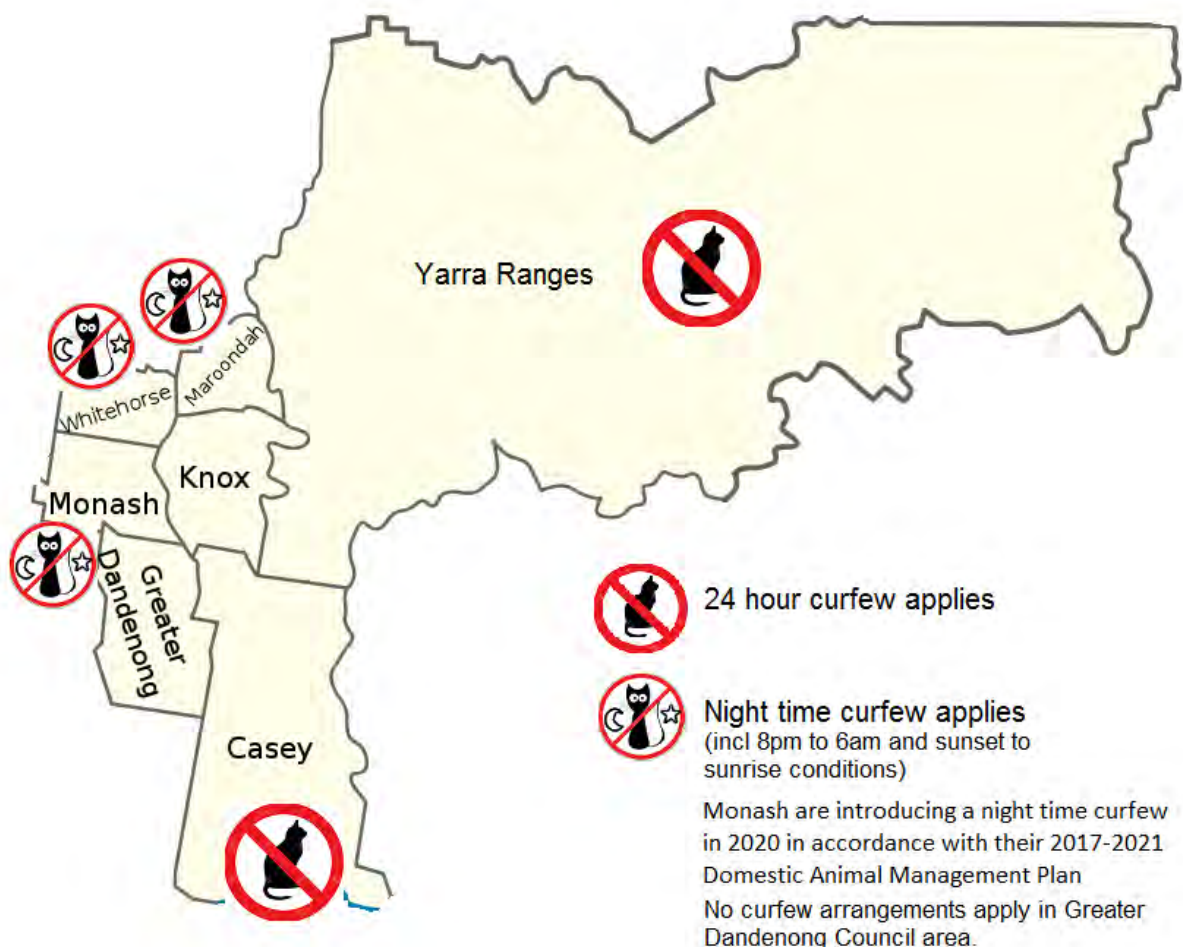 Yarra Ranges
Maroondah
Whitehorse
Knox
Monash
Greater
Dandenong
Casey
24 hour curfew applies
Night time curfew applies
(incl 8pm to 6am and sunset to
sunrise conditions)
Monash are introducing a night time curfew
in 2020 in accordance with their 2017-2021
Domestic Animal Management Plan
No curfew arrangements apply in Greater
Dandenong Council area.